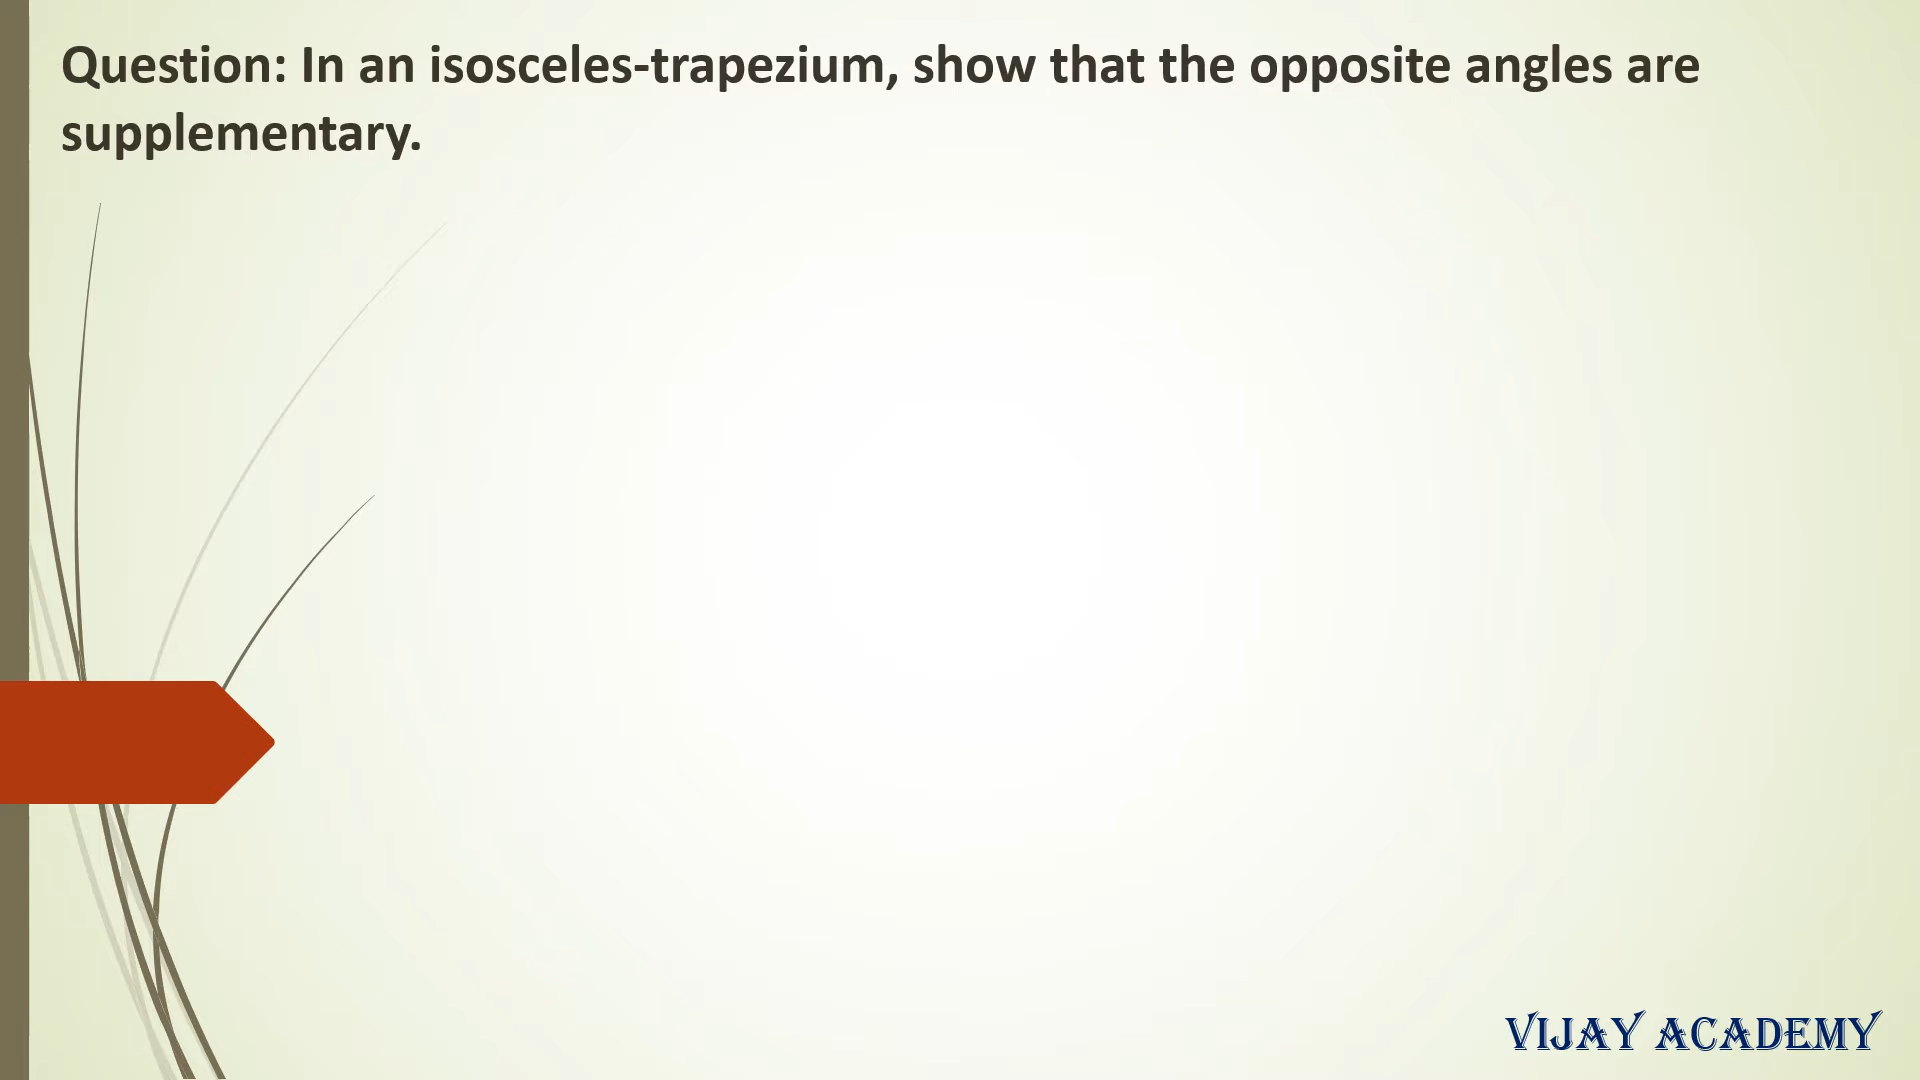 Question: In an isosceles-trapezium, show that the opposite angles are
supplementary.
VIJAY ACADEMY